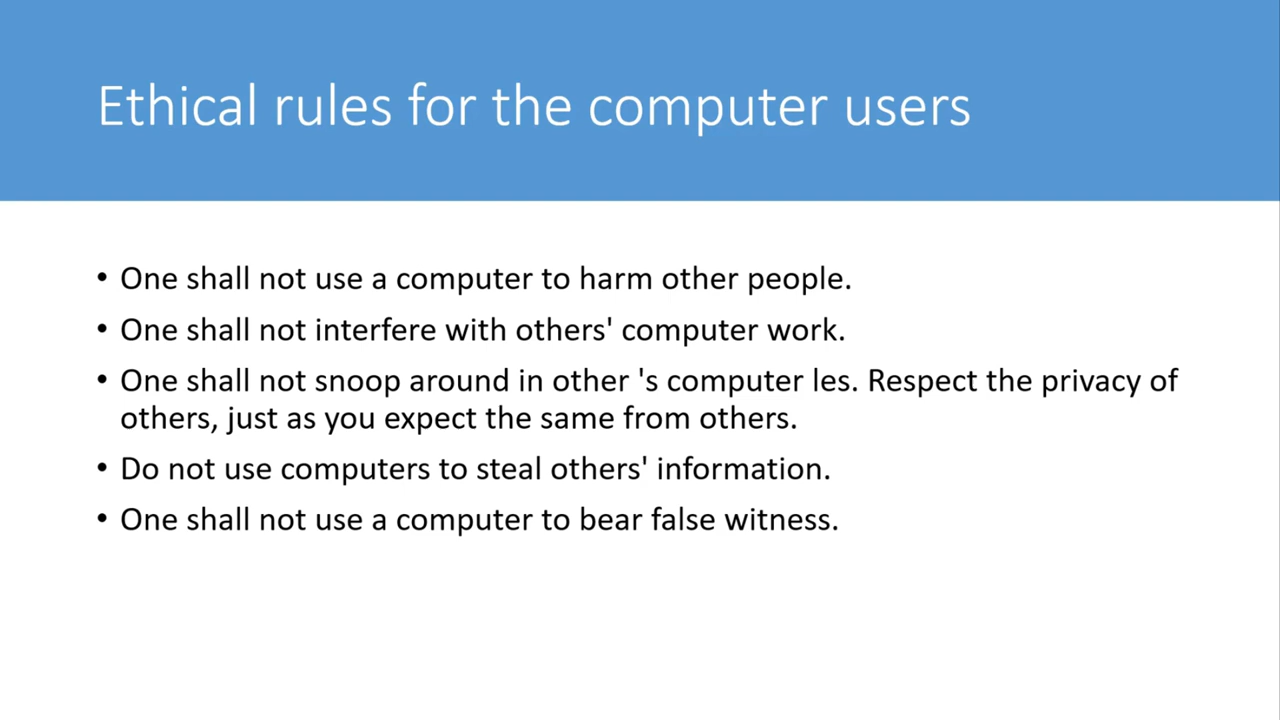 Ethical rules for the computer users
• One shall not use a computer to harm other people.
• One shall not interfere with others' computer work.
• One shall not snoop around in other 's computer les. Respect the privacy of
others, just as you expect the same from others.
• Do not use computers to steal others' information.
• One shall not use a computer to bear false witness.